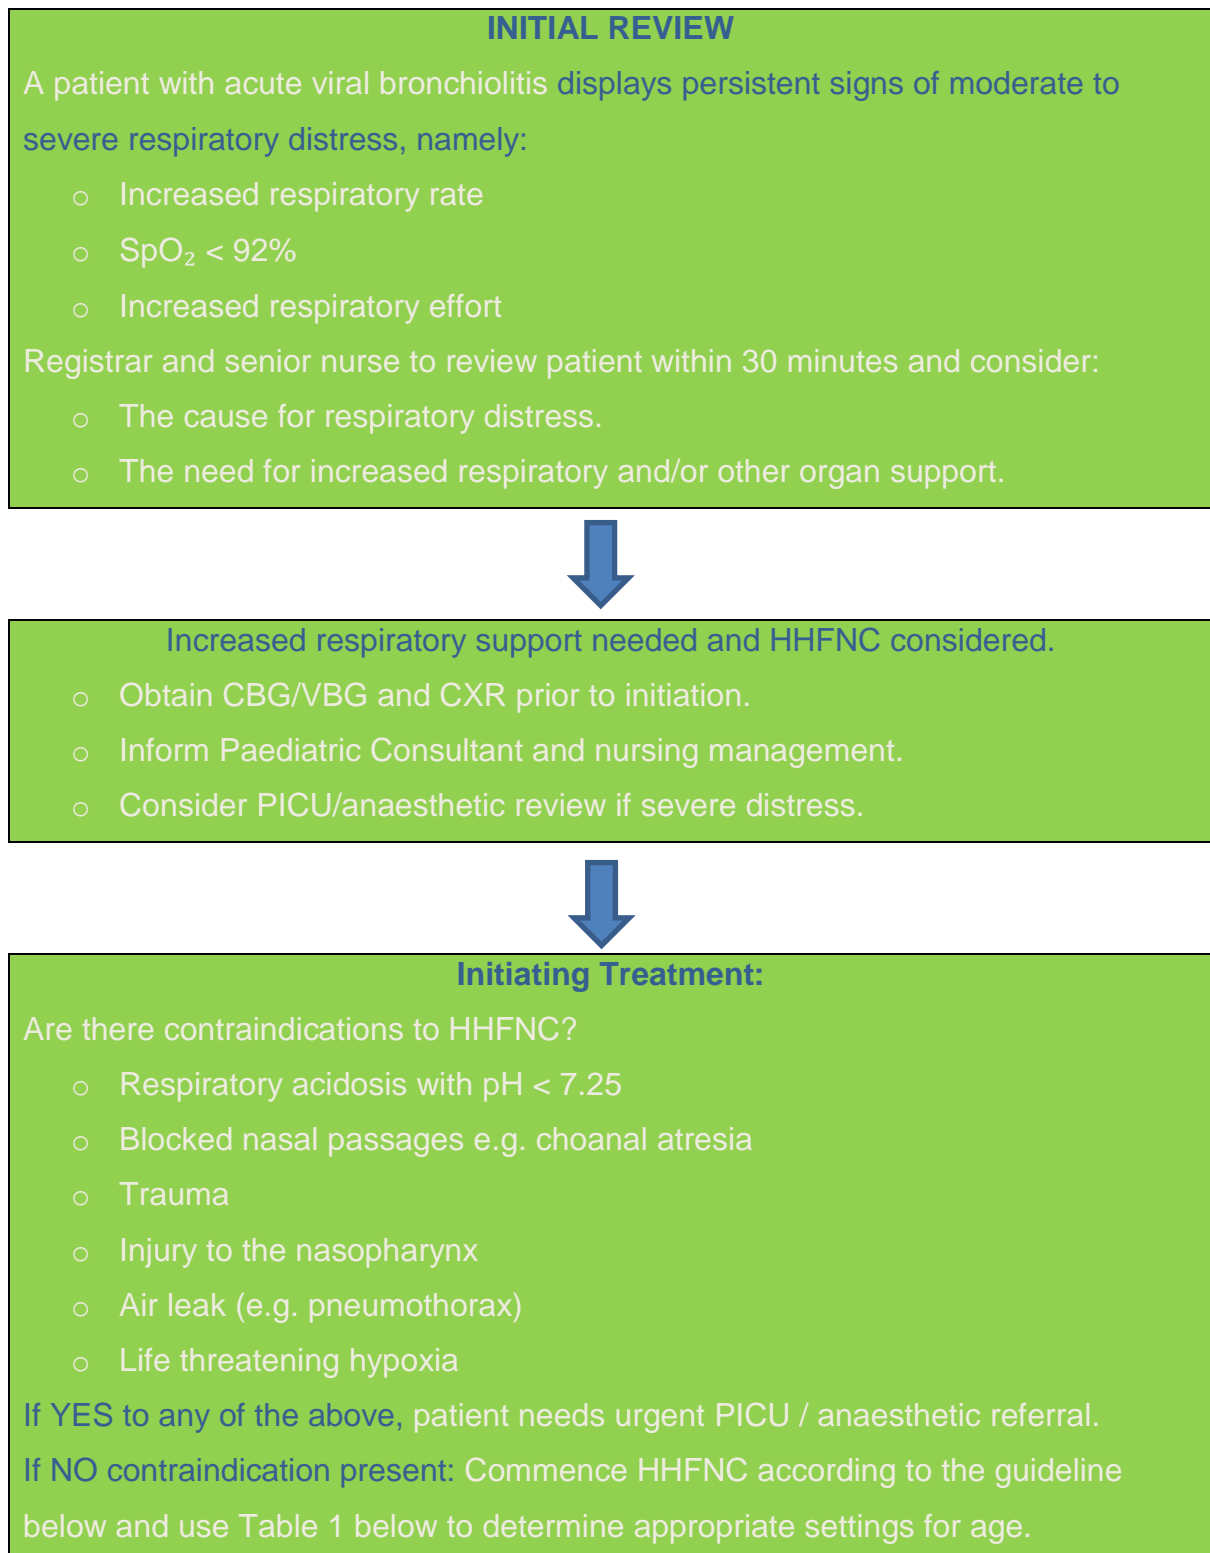 INITIAL REVIEW
A patient with acute viral bronchiolitis displays persistent signs of moderate to
severe respiratory distress, namely:
o Increased respiratory rate
o SpO₂ < 92%
o Increased respiratory effort
Registrar and senior nurse to review patient within 30 minutes and consider:
o The cause for respiratory distress.
o The need for increased respiratory and/or other organ support.
Increased respiratory support needed and HHFNC considered.
o Obtain CBG/VBG and CXR prior to initiation.
o Inform Paediatric Consultant and nursing management.
o Consider PICU/anaesthetic review if severe distress.
Initiating Treatment:
Are there contraindications to HHFNC?
o Respiratory acidosis with pH < 7.25
o Blocked nasal passages e.g. choanal atresia
o Trauma
o Injury to the nasopharynx
o Air leak (e.g. pneumothorax)
o Life threatening hypoxia
If YES to any of the above, patient needs urgent PICU / anaesthetic referral.
If NO contraindication present: Commence HHFNC according to the guideline
below and use Table 1 below to determine appropriate settings for age.